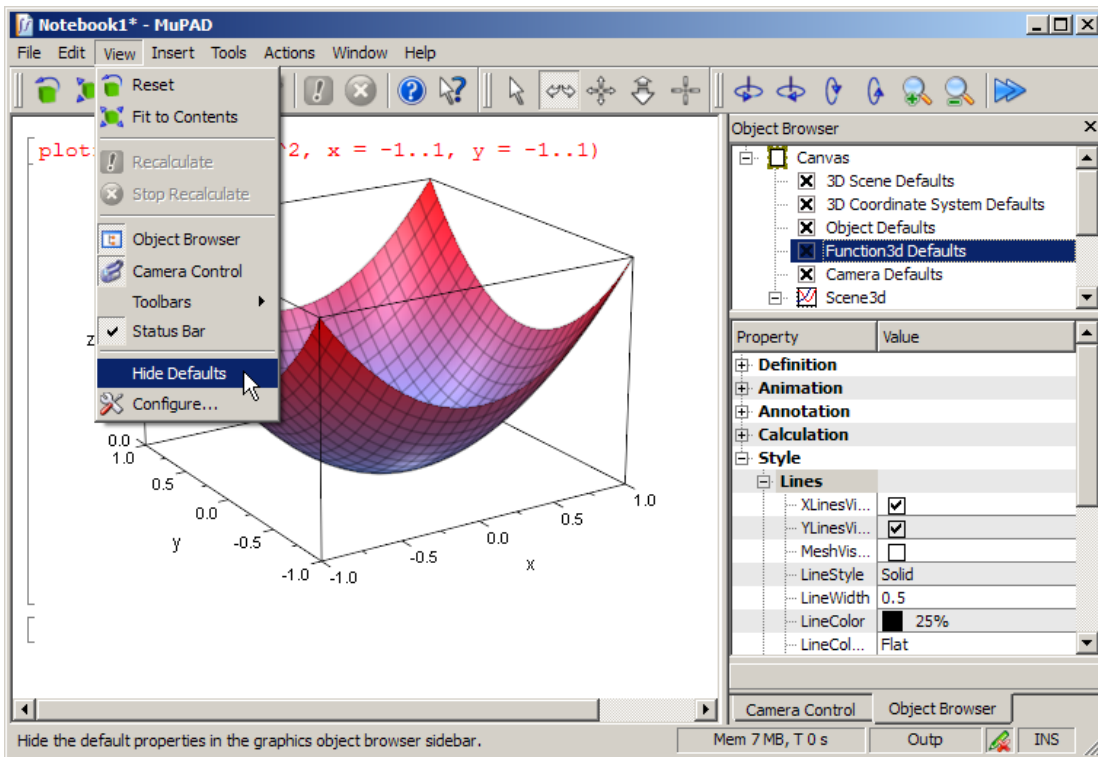 Notebook1* - MuPAD
File Edit View Insert Tools Actions Window Help
Reset
Fit to Contents
Recalculate
Stop Recalculate
Object Browser
Camera Control
Toolbars
Status Bar
Hide Defaults
Configure...
plot ^2, x = -1..1, y = -1..1)
z
0.0
1.0
0.5
0.0
-0.5
-1.0
y
-1.0
-0.5
0.0
0.5
1.0
x
Object Browser
Canvas
3D Scene Defaults
3D Coordinate System Defaults
Object Defaults
Function3d Defaults
Camera Defaults
Scene3d
Property Value
Definition
Animation
Annotation
Calculation
Style
Lines
XLinesVi...
YLinesVi...
MeshVis...
LineStyle Solid
LineWidth 0.5
LineColor 25%
LineCol... Flat
Camera Control Object Browser
Hide the default properties in the graphics object browser sidebar. Mem 7 MB, T 0 s Outp INS